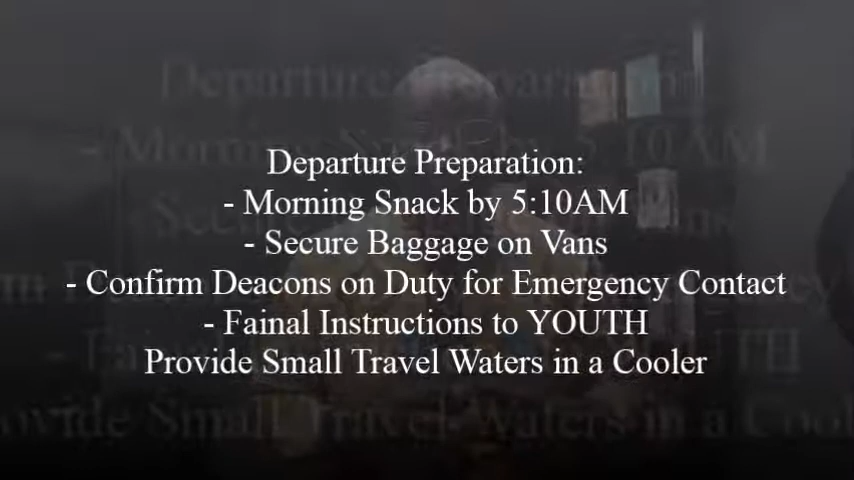 Departure Preparation:
- Morning Snack by 5:10AM
- Secure Baggage on Vans
- Confirm Deacons on Duty for Emergency Contact
- Fainal Instructions to YOUTH
Provide Small Travel Waters in a Cooler